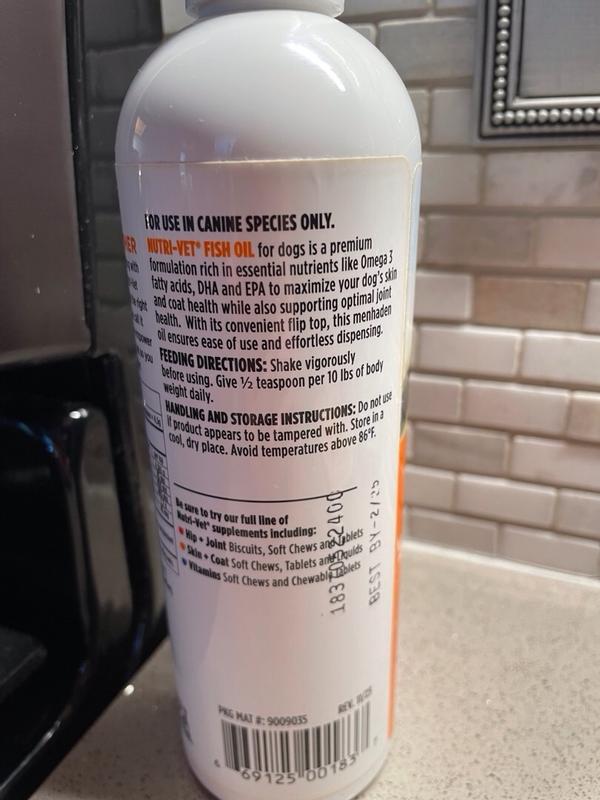 FOR USE IN CANINE SPECIES ONLY.
NUTRI-VET® FISH OIL for dogs is a premium
formulation rich in essential nutrients like Omega 3
fatty acids, DHA and EPA to maximize your dog's skin
and coat health while also supporting optimal joint
health. With its convenient flip top, this menhaden
oil ensures ease of use and effortless dispensing.
FEEDING DIRECTIONS: Shake vigorously
before using. Give ½ teaspoon per 10 lbs of body
weight daily.
HANDLING AND STORAGE INSTRUCTIONS: Do not use
if product appears to be tampered with. Store in a
cool, dry place. Avoid temperatures above 86°F.
Be sure to try our full line of
Nutri-Vet® supplements including:
• Hip + Joint Biscuits, Soft Chews and Tablets
• Skin + Coat Soft Chews, Tablets and Liquids
• Vitamins Soft Chews and Chewable Tablets
BEST BY-2/25
PKG MAT #: 9009035
6 69125 00183